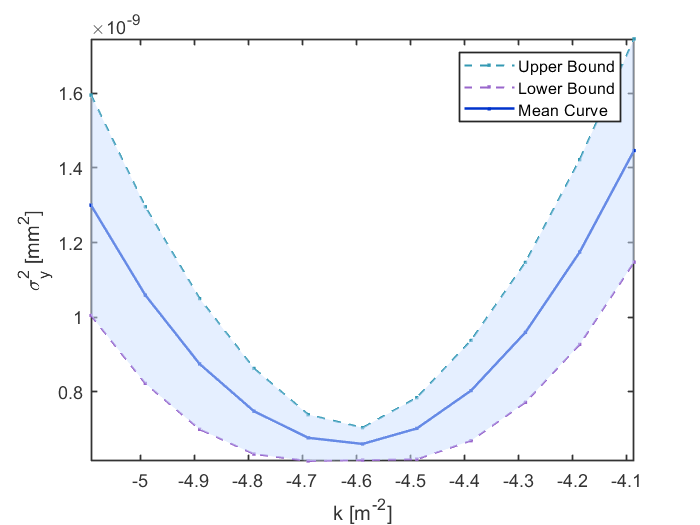 ×10⁻⁹
Upper Bound
Lower Bound
Mean Curve
1.6
1.4
1.2
1
0.8
σ_y² [mm²]
-5 -4.9 -4.8 -4.7 -4.6 -4.5 -4.4 -4.3 -4.2 -4.1
k [m⁻²]